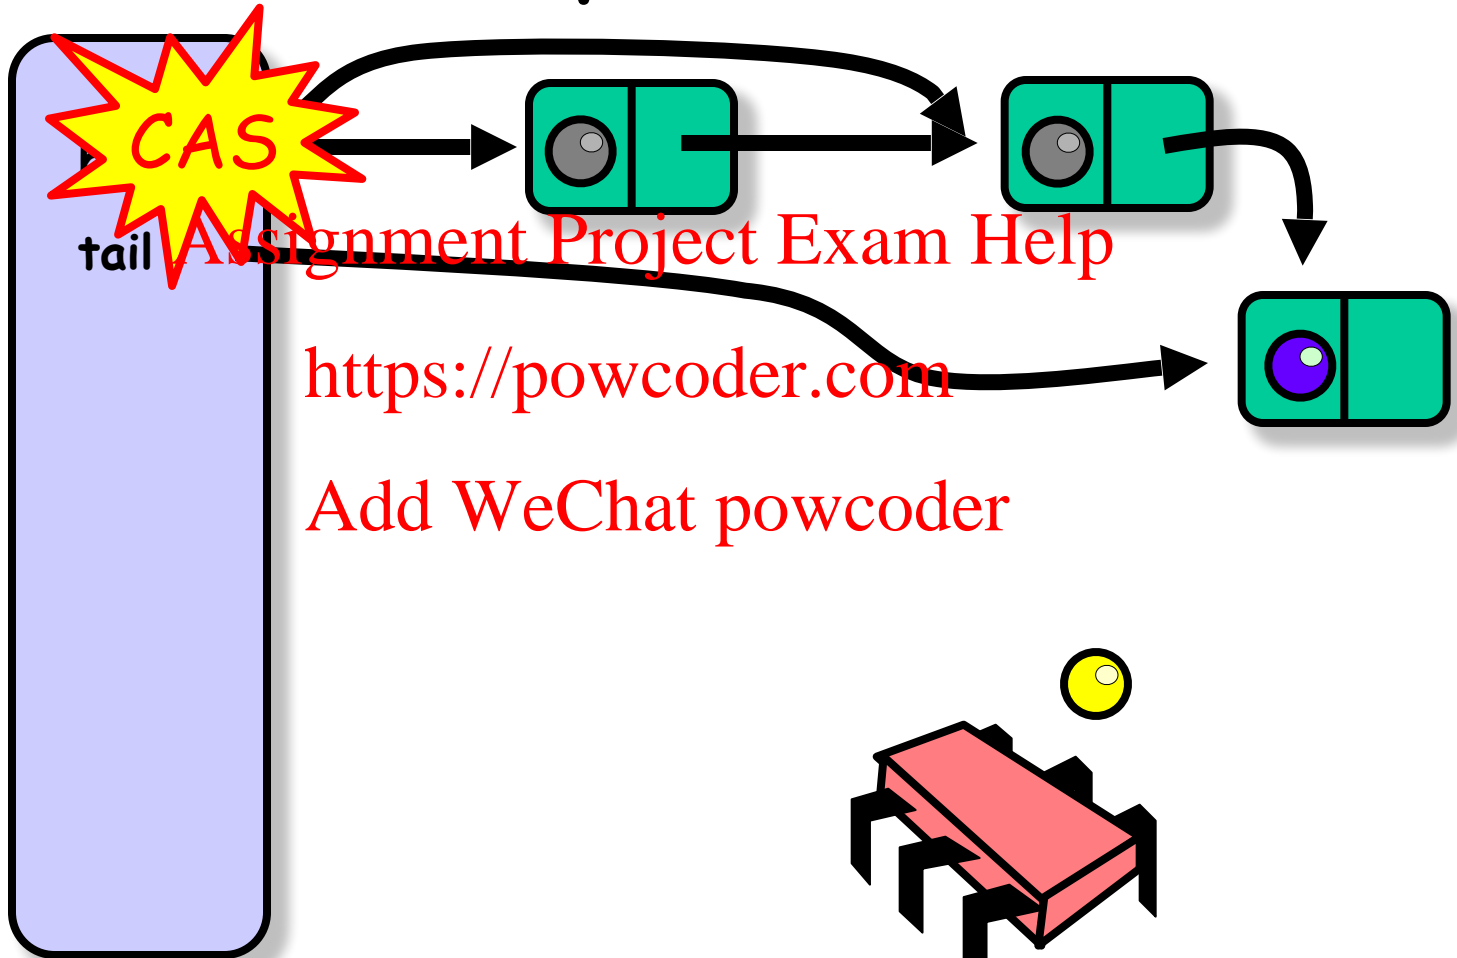 CAS
tail
Assignment Project Exam Help
https://powcoder.com
Add WeChat powcoder